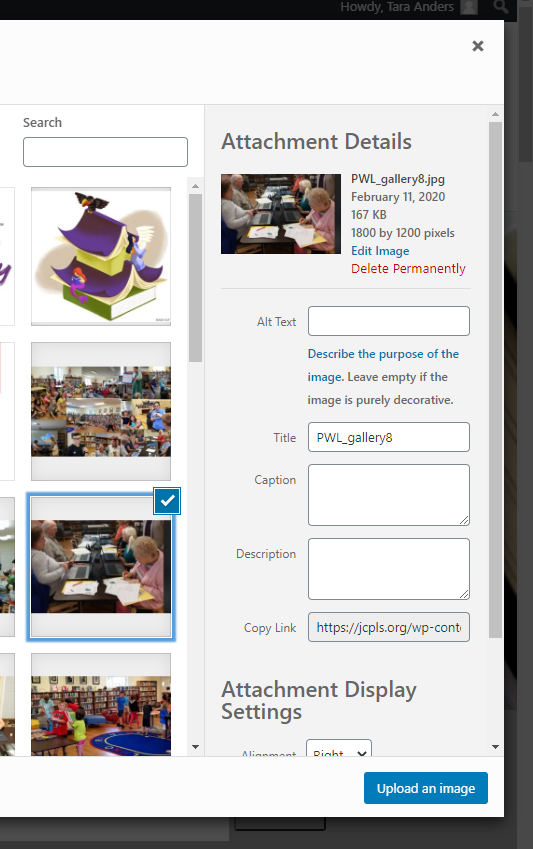 Howdy, Tara Anders
Search
Attachment Details
PWL_gallery8.jpg
February 11, 2020
167 KB
1800 by 1200 pixels
Edit Image
Delete Permanently
Alt Text
Describe the purpose of the
image. Leave empty if the
image is purely decorative.
Title
PWL_gallery8
Caption
Description
Copy Link
https://jcpls.org/wp-cont
Attachment Display
Settings
Alignment
Right
Upload an image